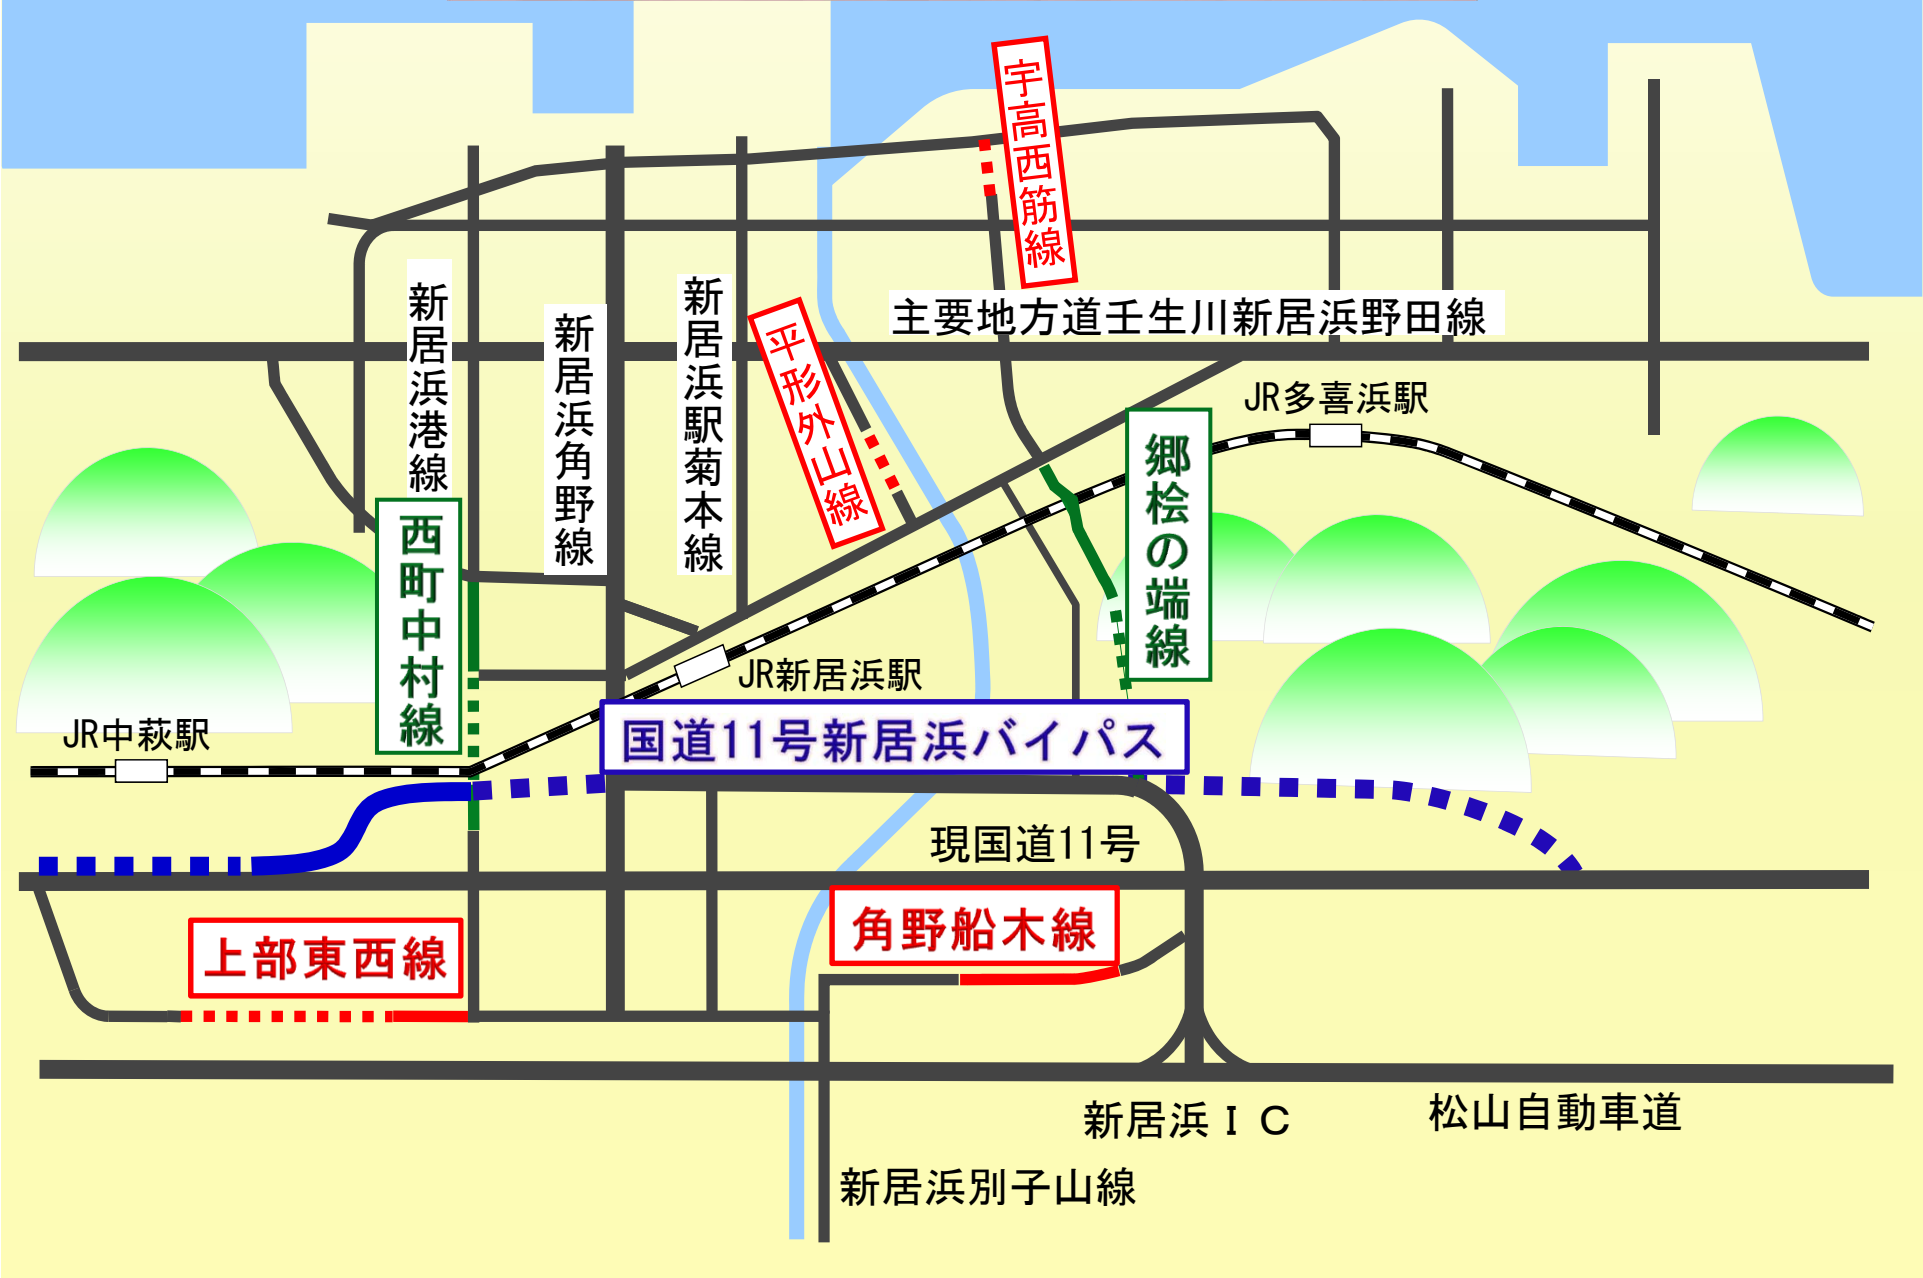 宇高西筋線
新居浜港線
新居浜角野線
新居浜駅菊本線
平形外山線
主要地方道壬生川新居浜野田線
JR多喜浜駅
郷桧の端線
西町中村線
JR新居浜駅
JR中萩駅
国道11号新居浜バイパス
現国道11号
角野船木線
上部東西線
新居浜ＩＣ
松山自動車道
新居浜別子山線